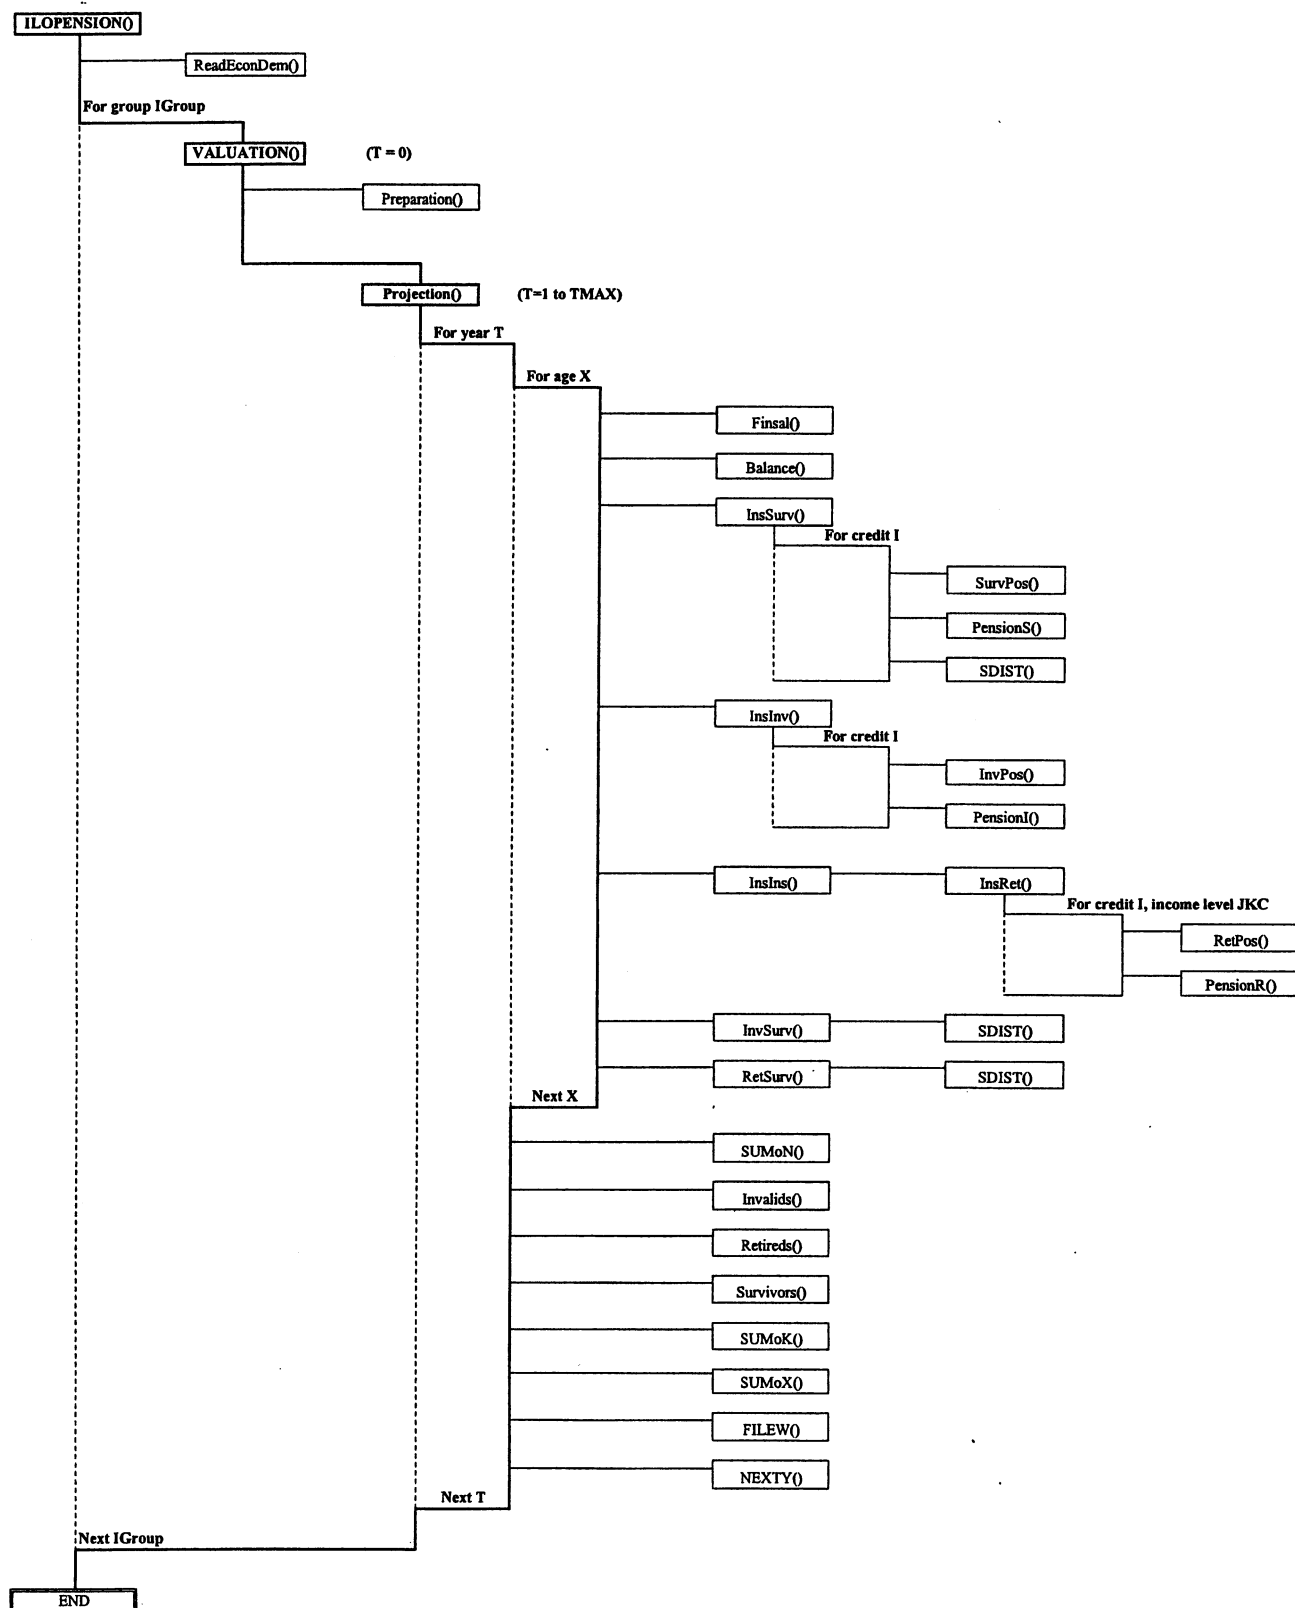 ILOPENSION()
ReadEconDem()
For group IGroup
VALUATION() (T = 0)
Preparation()
Projection() (T=1 to TMAX)
For year T
For age X
Finsal()
Balance()
InsSurv()
For credit I
SurvPos()
PensionS()
SDIST()
InsInv()
For credit I
InvPos()
PensionI()
InsIns() InsRet()
For credit I, income level JKC
RetPos()
PensionR()
InvSurv() SDIST()
RetSurv() SDIST()
Next X
SUMoN()
Invalids()
Retireds()
Survivors()
SUMoK()
SUMoX()
FILEW()
NEXTY()
Next T
Next IGroup
END